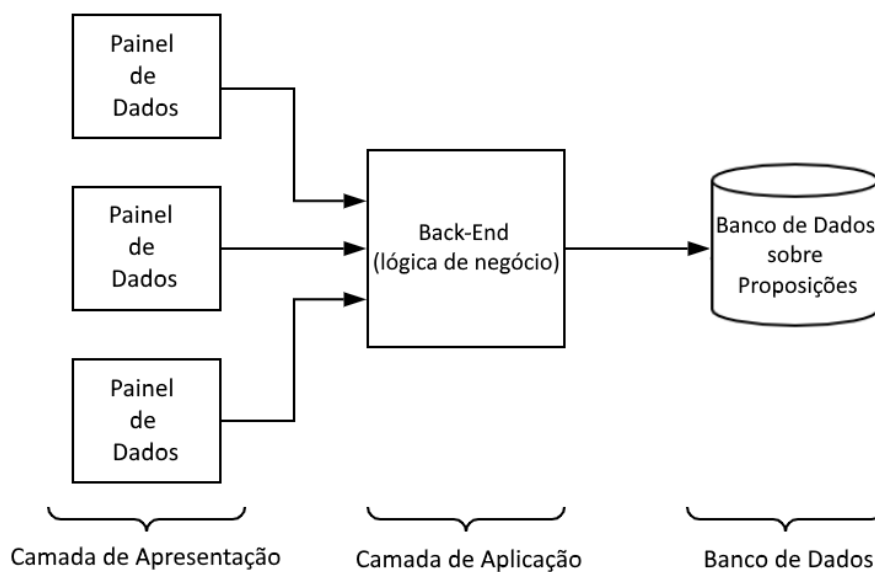 Painel
de
Dados
Painel
de
Dados
Painel
de
Dados
Back-End
(lógica de negócio)
Banco de Dados
sobre
Proposições
Camada de Apresentação
Camada de Aplicação
Banco de Dados